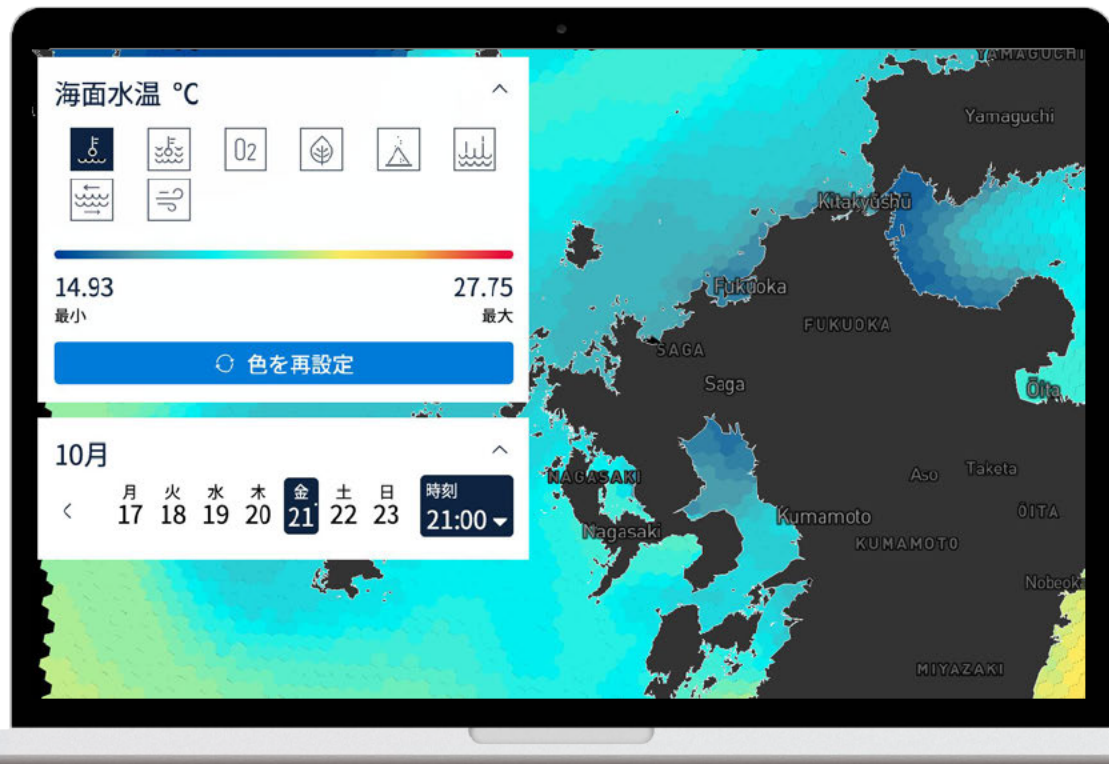 海面水温 °C
O2
14.93
27.75
最小
最大
色を再設定
10月
月 火 水 木 金 土 日
17 18 19 20 21 22 23
時刻
21:00
YAMAGUCHI
Yamaguchi
Kitakyūshū
Fukuoka
FUKUOKA
SAGA
Saga
Ōita
NAGASAKI
Aso
Taketa
Nagasaki
Kumamoto
ŌITA
KUMAMOTO
Nobeok
MIYAZAKI